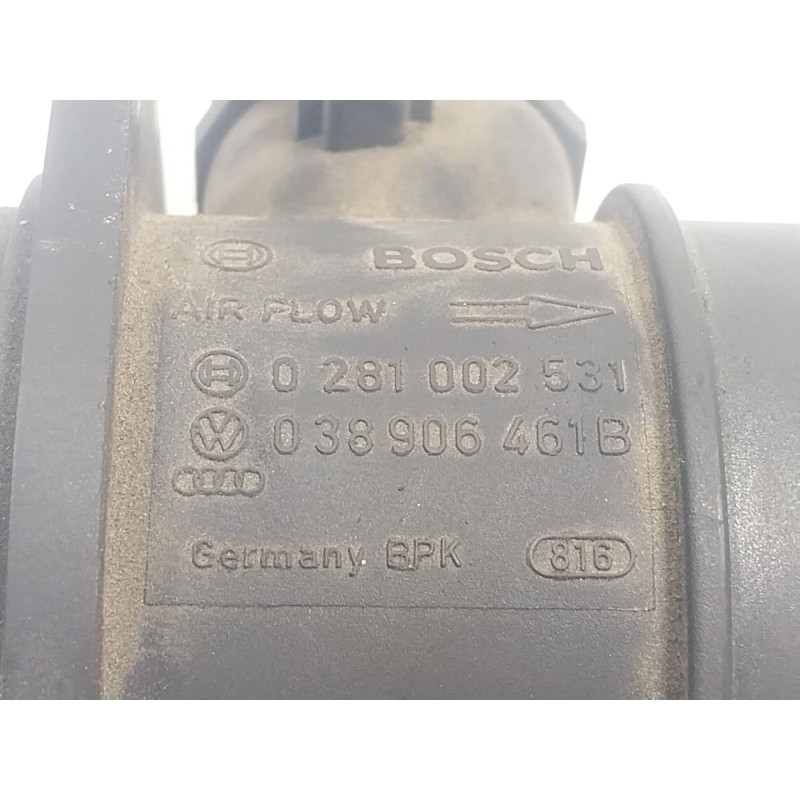 BOSCH
AIR FLOW
0 281 002 531
038 906 461B
Germany BPK 816